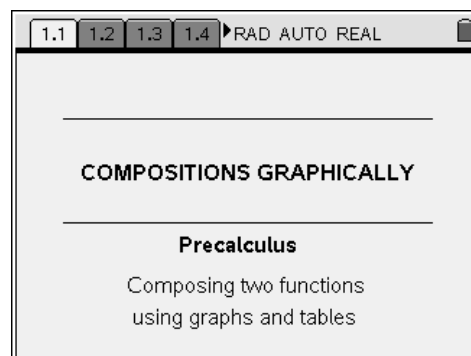 1.1 1.2 1.3 1.4 RAD AUTO REAL
COMPOSITIONS GRAPHICALLY
Precalculus
Composing two functions
using graphs and tables